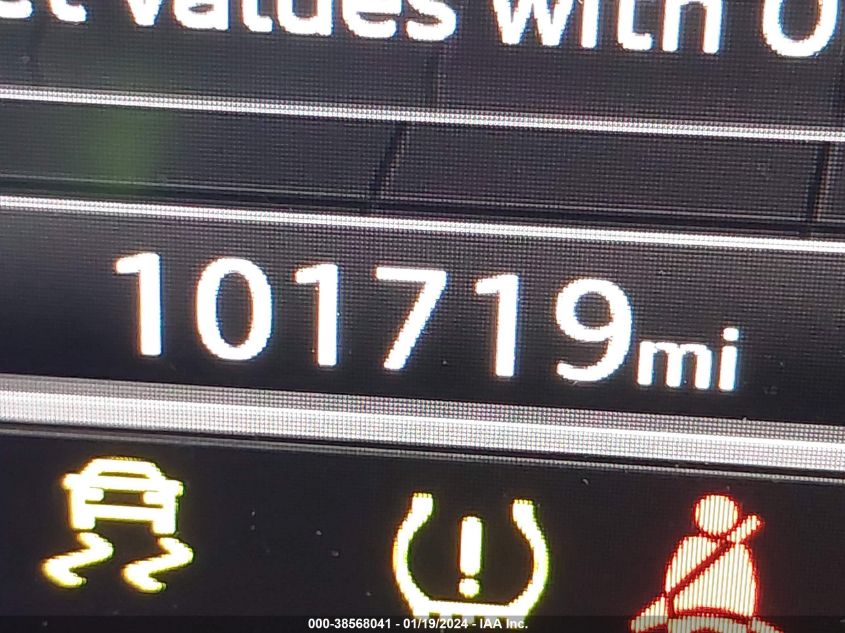 values with
101719mi
000-38568041 - 01/19/2024 - IAA Inc.